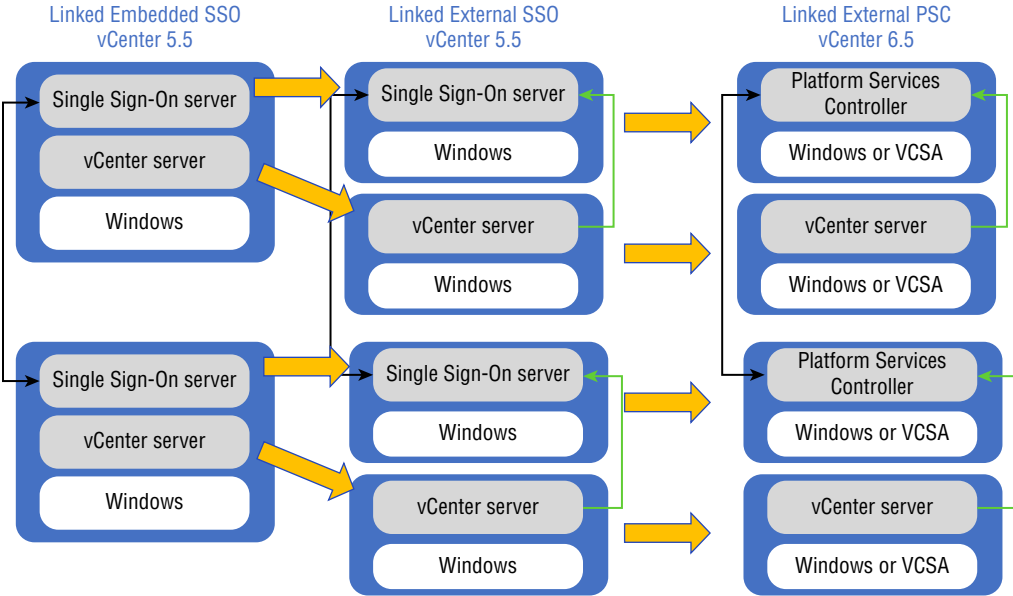 Linked Embedded SSO
vCenter 5.5
Single Sign-On server
vCenter server
Windows
Single Sign-On server
vCenter server
Windows
Linked External SSO
vCenter 5.5
Single Sign-On server
Windows
vCenter server
Windows
Single Sign-On server
Windows
vCenter server
Windows
Linked External PSC
vCenter 6.5
Platform Services
Controller
Windows or VCSA
vCenter server
Windows or VCSA
Platform Services
Controller
Windows or VCSA
vCenter server
Windows or VCSA